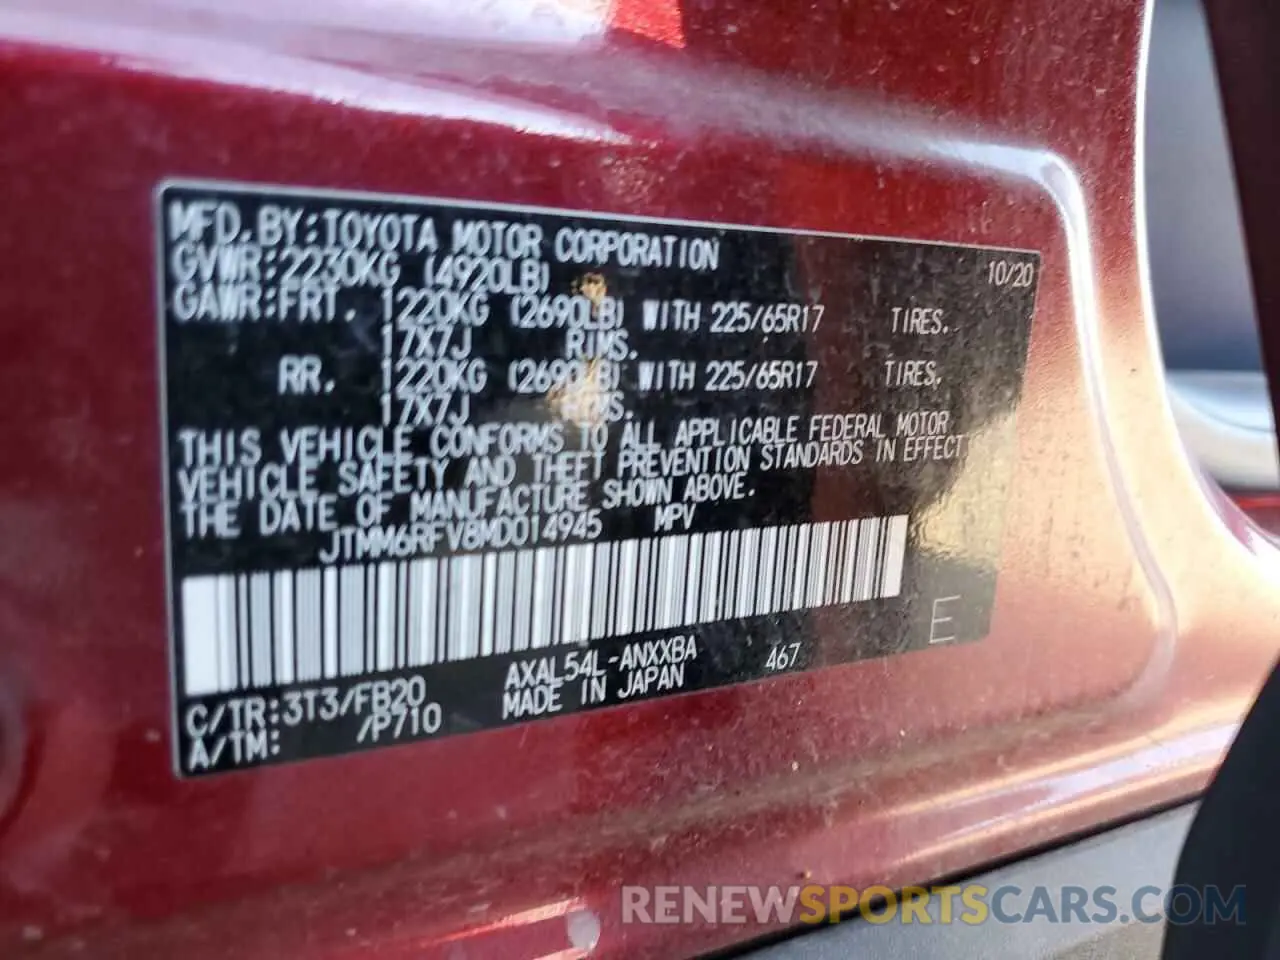 MFD. BY:TOYOTA MOTOR CORPORATION 10/20
GVWR:2230KG (4920LB)
GAWR:FRT. 1220KG (2690LB) WITH 225/65R17 TIRES.
17X7J RIMS.
RR. 1220KG (2690LB) WITH 225/65R17 TIRES,
17X7J RIMS.
THIS VEHICLE CONFORMS TO ALL APPLICABLE FEDERAL MOTOR
VEHICLE SAFETY AND THEFT PREVENTION STANDARDS IN EFFECT
THE DATE OF MANUFACTURE SHOWN ABOVE.
JTMM6RFV8MD014945 MPV
E
C/TR:3T3/FB20 AXAL54L-ANXXBA 467
A/TM: /P710 MADE IN JAPAN
RENEWSPORTSCARS.COM